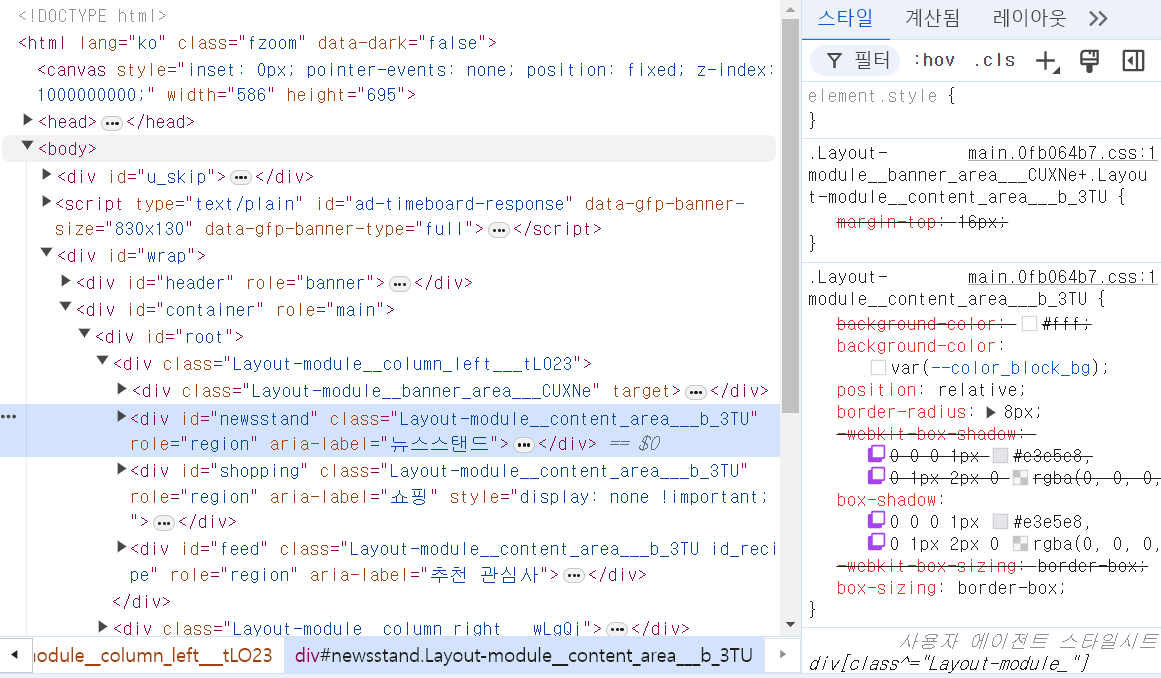 <!DOCTYPE html>
<html lang="ko" class="fzoom" data-dark="false">
<canvas style="inset: 0px; pointer-events: none; position: fixed; z-index:
1000000000;" width="586" height="695">
▶<head>•••</head>
▼<body>
▶<div id="u_skip">•••</div>
▶<script type="text/plain" id="ad-timeboard-response" data-gfp-banner-
size="830x130" data-gfp-banner-type="full">•••</script>
▼<div id="wrap">
▶<div id="header" role="banner">•••</div>
▼<div id="container" role="main">
▼<div id="root">
▼<div class="Layout-module__column_left___tLO23">
▶<div class="Layout-module__banner_area___CUXNe" target>•••</div>
•••
▶<div id="newsstand" class="Layout-module__content_area___b_3TU"
role="region" aria-label="뉴스스탠드">•••</div> == $0
▶<div id="shopping" class="Layout-module__content_area___b_3TU"
role="region" aria-label="쇼핑" style="display: none !important;
">•••</div>
▶<div id="feed" class="Layout-module__content_area___b_3TU id_reci
pe" role="region" aria-label="추천 관심사">•••</div>
</div>
▶<div class="Layout-module__column_right___wLgQj">•••</div>
odule__column_left___tLO23 div#newsstand.Layout-module__content_area___b_3TU
스타일 계산됨 레이아웃
필터 :hov .cls
element.style {
}
.Layout- main.0fb064b7.css:1
module__banner_area___CUXNe+.Layou
t-module__content_area___b_3TU {
margin-top: 16px;
}
.Layout- main.0fb064b7.css:1
module__content_area___b_3TU {
background-color: #fff;
background-color:
var(--color_block_bg);
position: relative;
border-radius: ▶ 8px;
-webkit-box-shadow:
0 0 0 1px #e3e5e8,
0 1px 2px 0 rgba(0, 0, 0,
box-shadow:
0 0 0 1px #e3e5e8,
0 1px 2px 0 rgba(0, 0, 0,
-webkit-box-sizing: border-box;
box-sizing: border-box;
}
사용자 에이전트 스타일시트
div[class^="Layout-module_"]